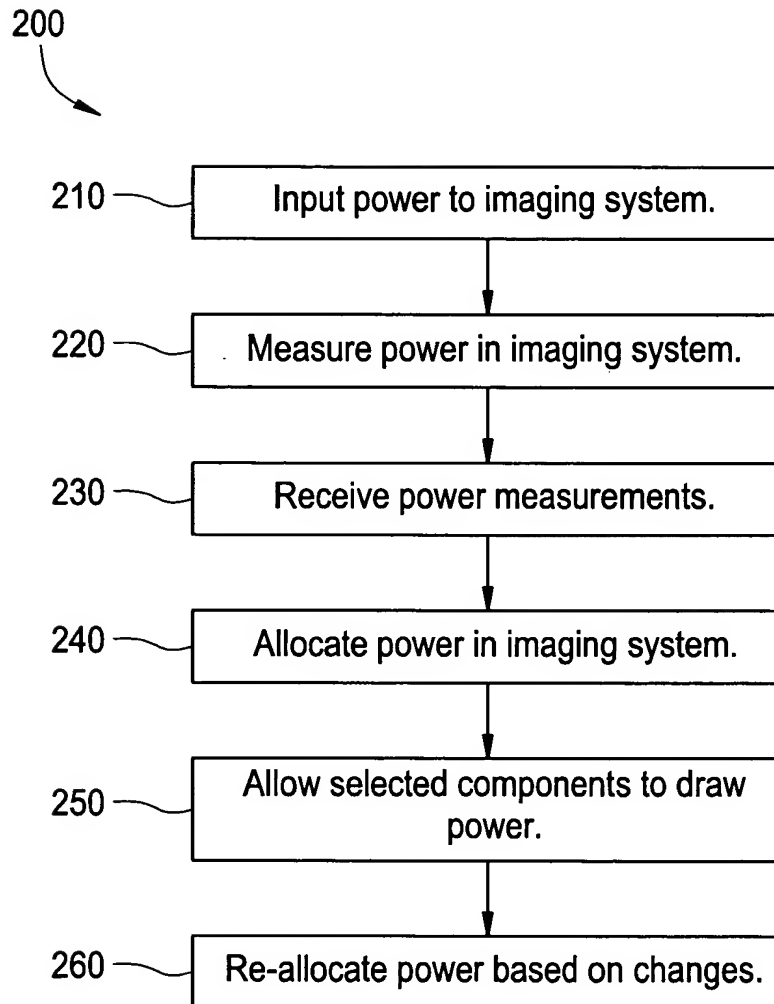 200
210
Input power to imaging system.
220
Measure power in imaging system.
230
Receive power measurements.
240
Allocate power in imaging system.
250
Allow selected components to draw
power.
260
Re-allocate power based on changes.